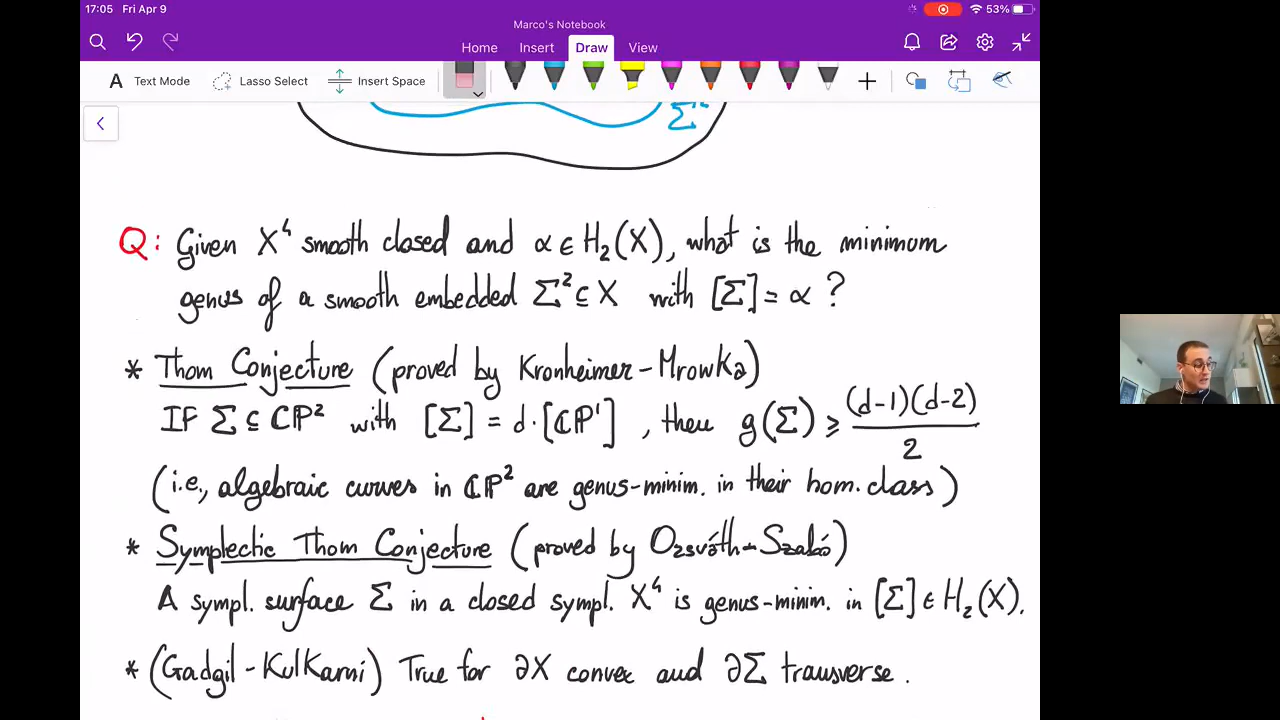 17:05 Fri Apr 9
53%
Marco's Notebook
Home Insert Draw View
A Text Mode Lasso Select Insert Space
Σ
Q: Given X⁴ smooth closed and α ∈ H₂(X), what is the minimum
genus of a smooth embedded Σ² ⊆ X with [Σ] = α ?
* Thom Conjecture (proved by Kronheimer-Mrowka)
IF Σ ⊆ ℂP² with [Σ] = d·[ℂP¹], then g(Σ) ≥ (d-1)(d-2)/2
(i.e., algebraic curves in ℂP² are genus-minim. in their hom. class)
* Symplectic Thom Conjecture (proved by Ozsváth-Szabó)
A sympl. surface Σ in a closed sympl. X⁴ is genus-minim. in [Σ] ∈ H₂(X).
* (Gadgil-Kulkarni) True for ∂X convex and ∂Σ transverse.